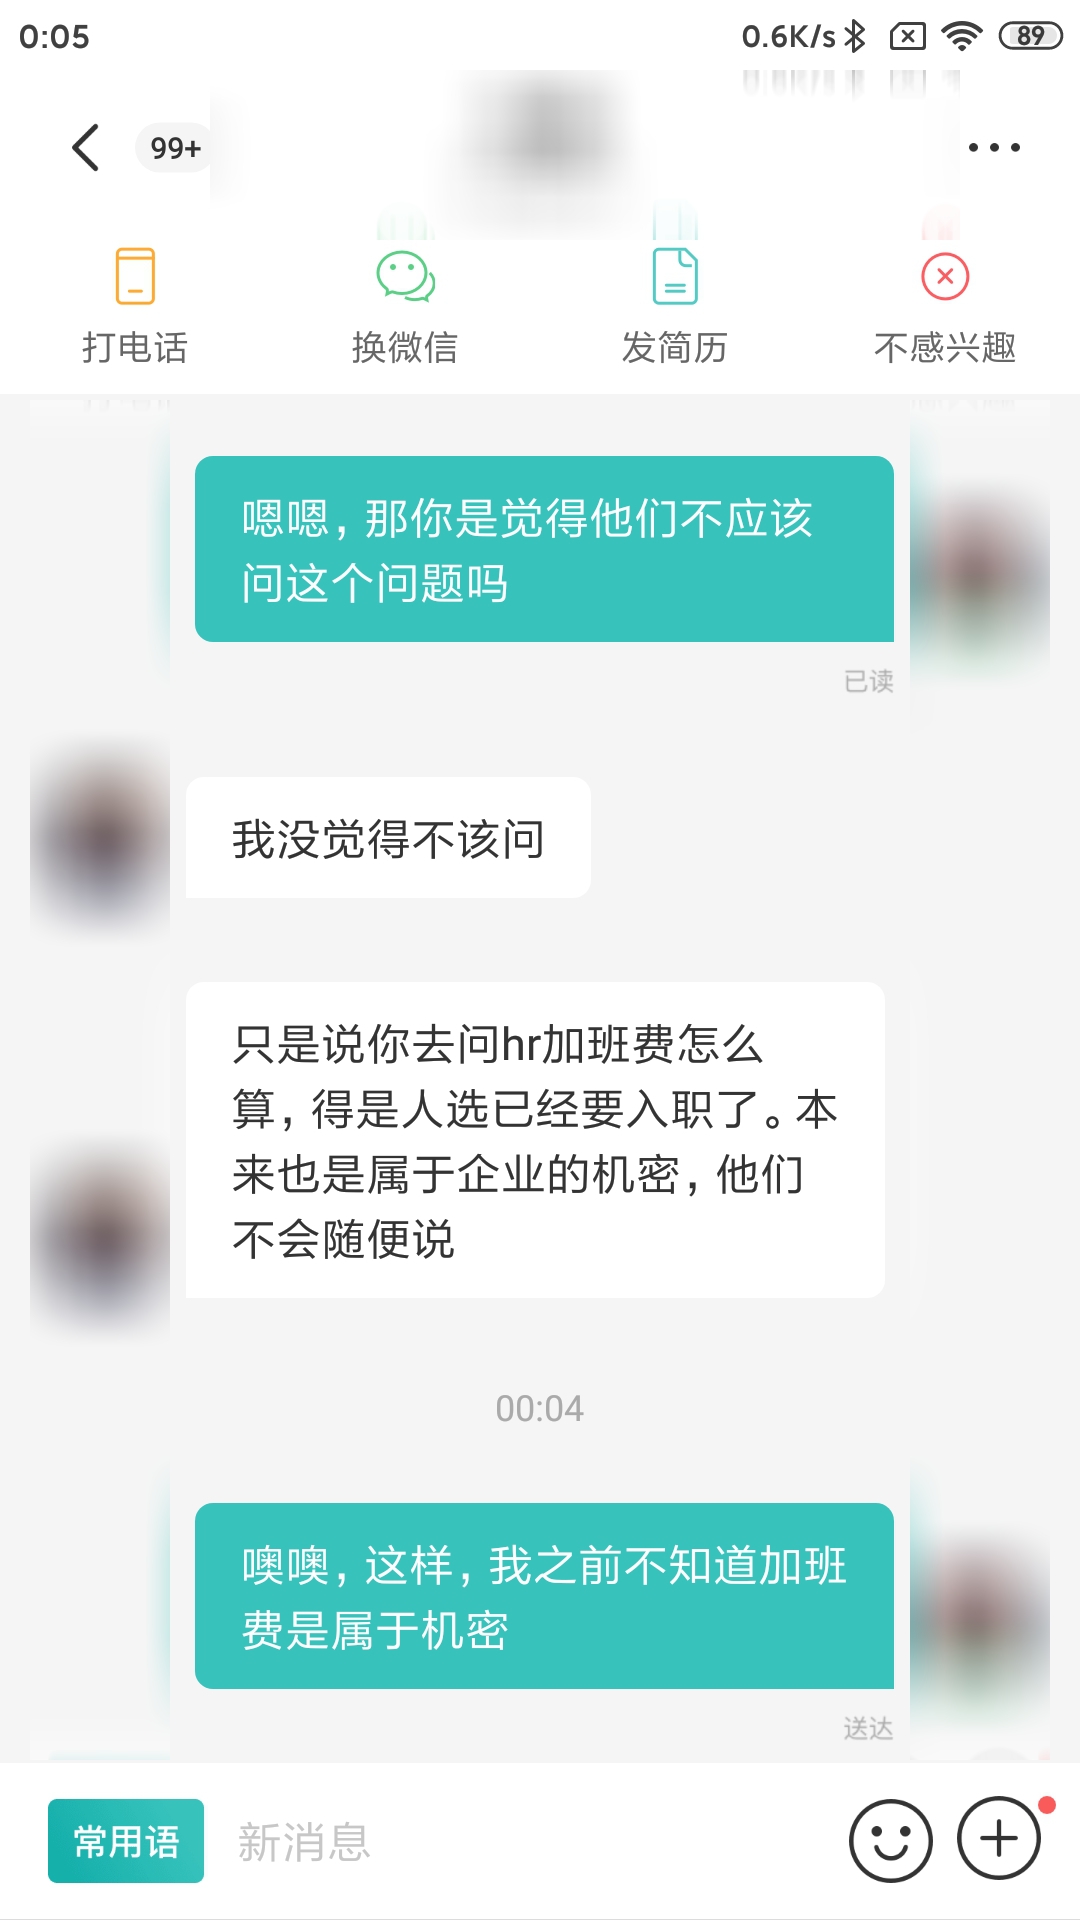 0:05
0.6K/s
89
99+
打电话
换微信
发简历
不感兴趣
嗯嗯，那你是觉得他们不应该
问这个问题吗
已读
我没觉得不该问
只是说你去问hr加班费怎么
算，得是人选已经要入职了。本
来也是属于企业的机密，他们
不会随便说
00:04
噢噢，这样，我之前不知道加班
费是属于机密
送达
常用语
新消息